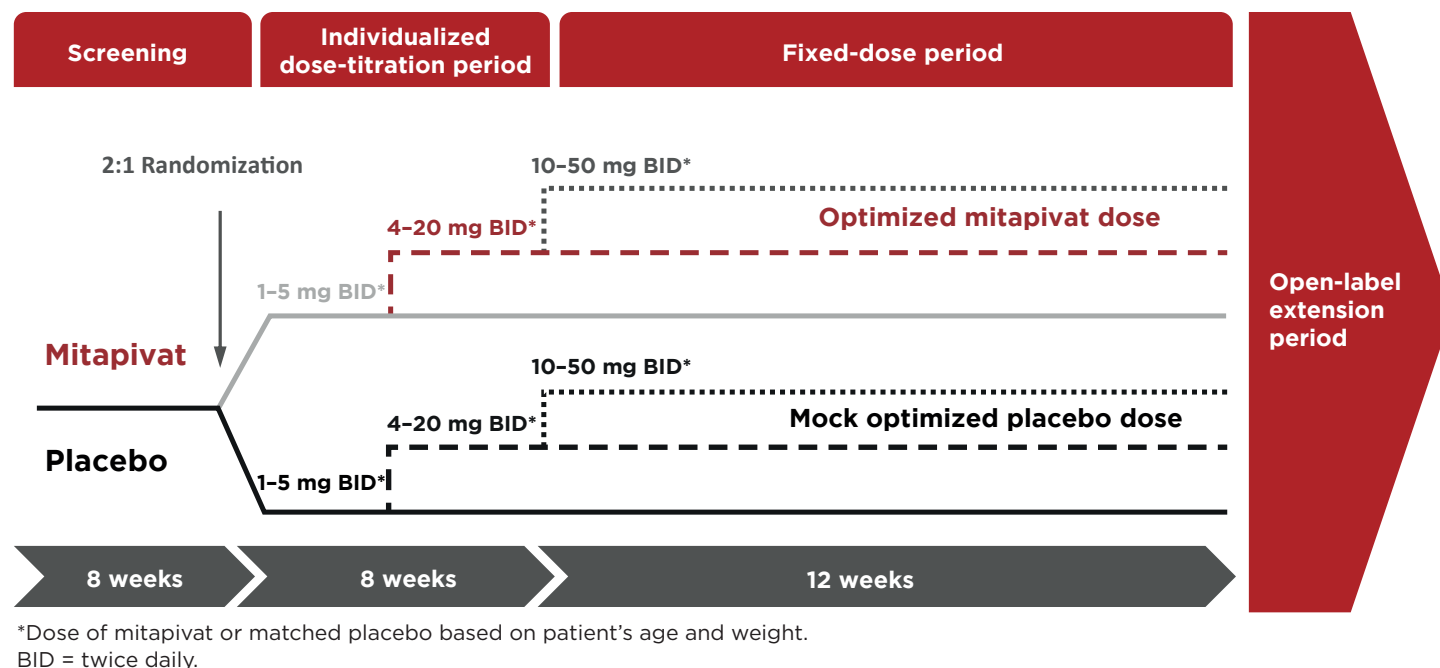 Screening
Individualized
dose-titration period
Fixed-dose period
2:1 Randomization
10–50 mg BID*
4–20 mg BID*
Optimized mitapivat dose
1–5 mg BID*
Open-label
extension
period
Mitapivat
10–50 mg BID*
4–20 mg BID*
Mock optimized placebo dose
Placebo
1–5 mg BID*
8 weeks
8 weeks
12 weeks
*Dose of mitapivat or matched placebo based on patient’s age and weight.
BID = twice daily.